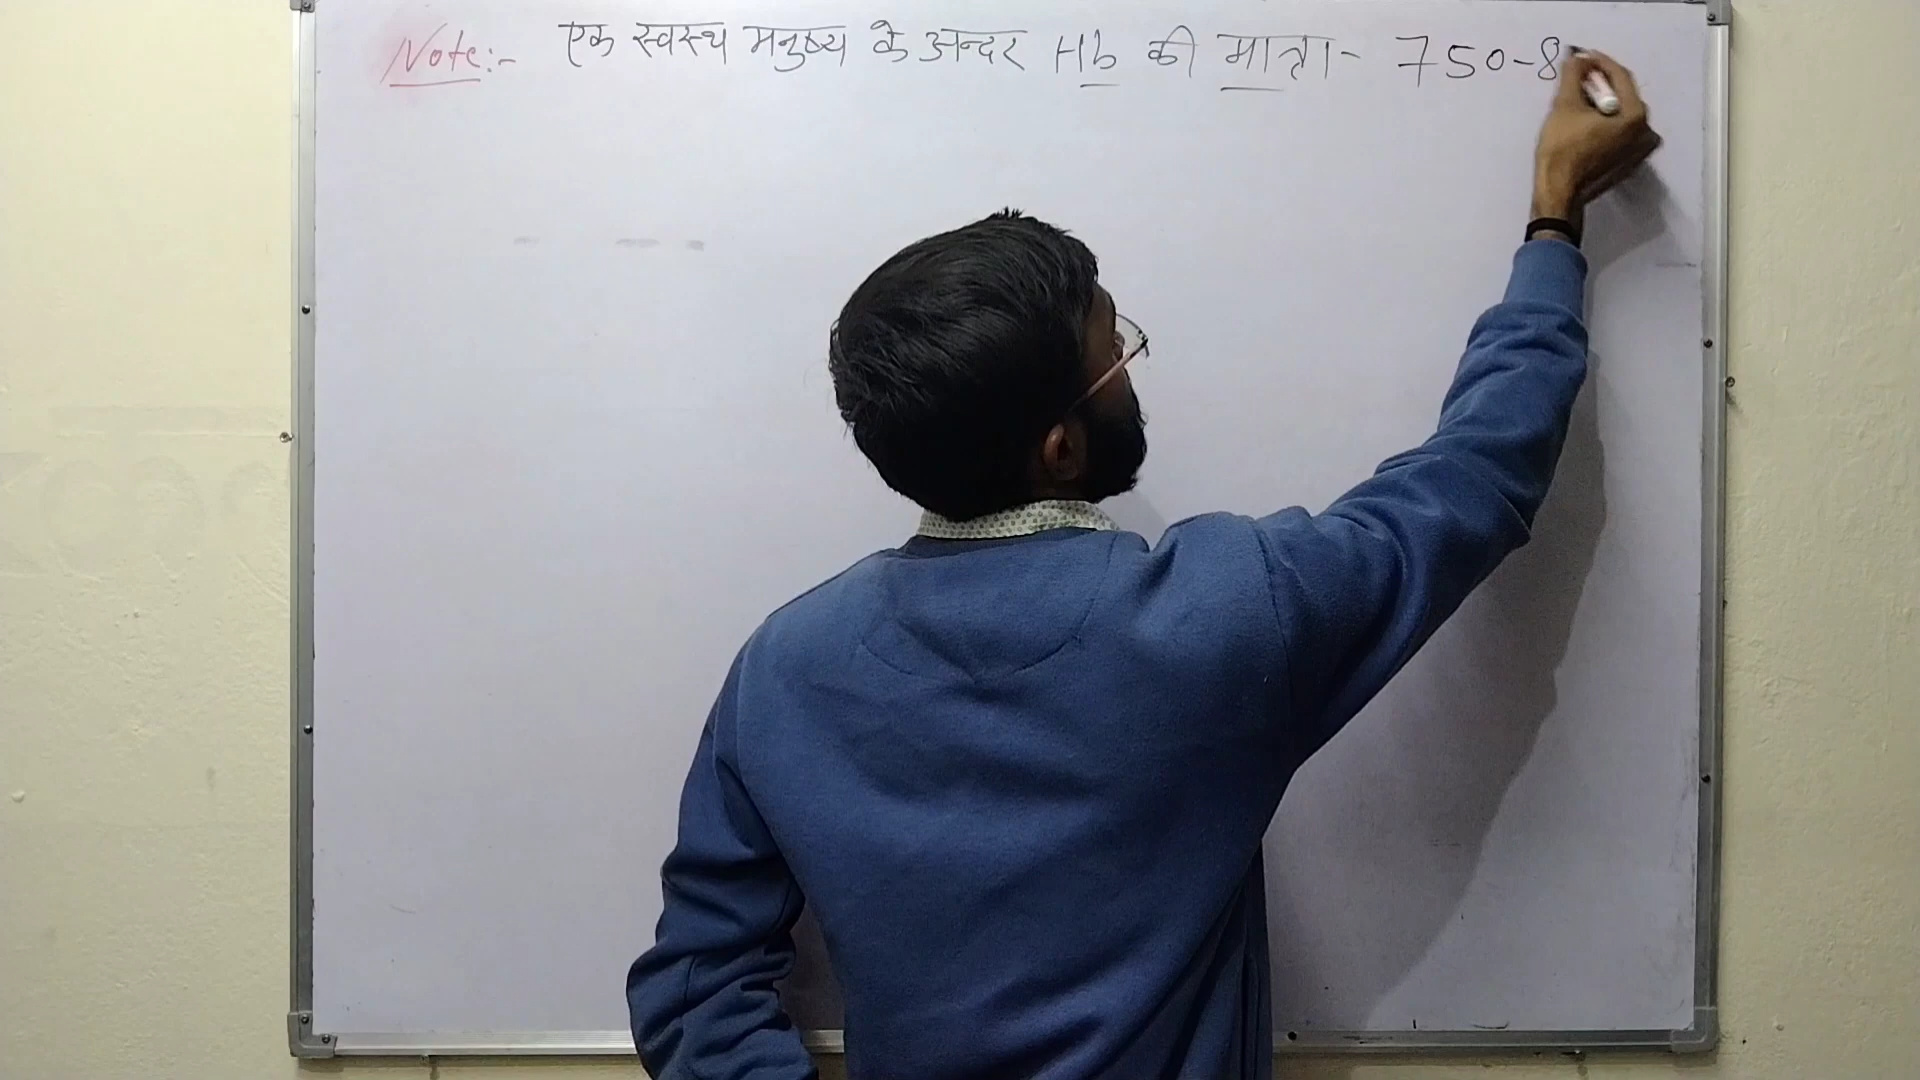 Note:- एक स्वस्थ मनुष्य के अन्दर Hb की मात्रा- 750-8